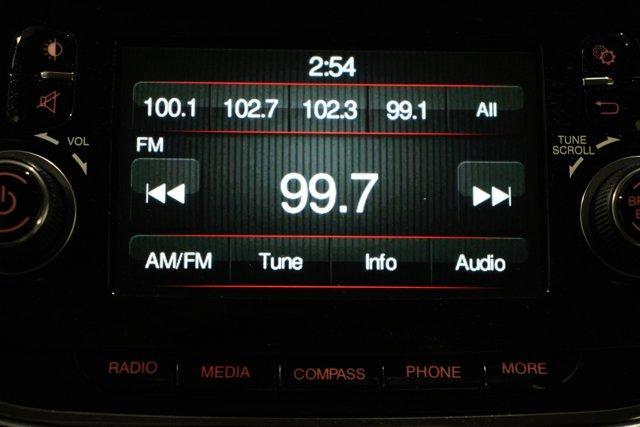 2:54
100.1 102.7 102.3 99.1 All
FM
99.7
AM/FM Tune Info Audio
VOL
TUNE
SCROLL
RADIO MEDIA COMPASS PHONE MORE